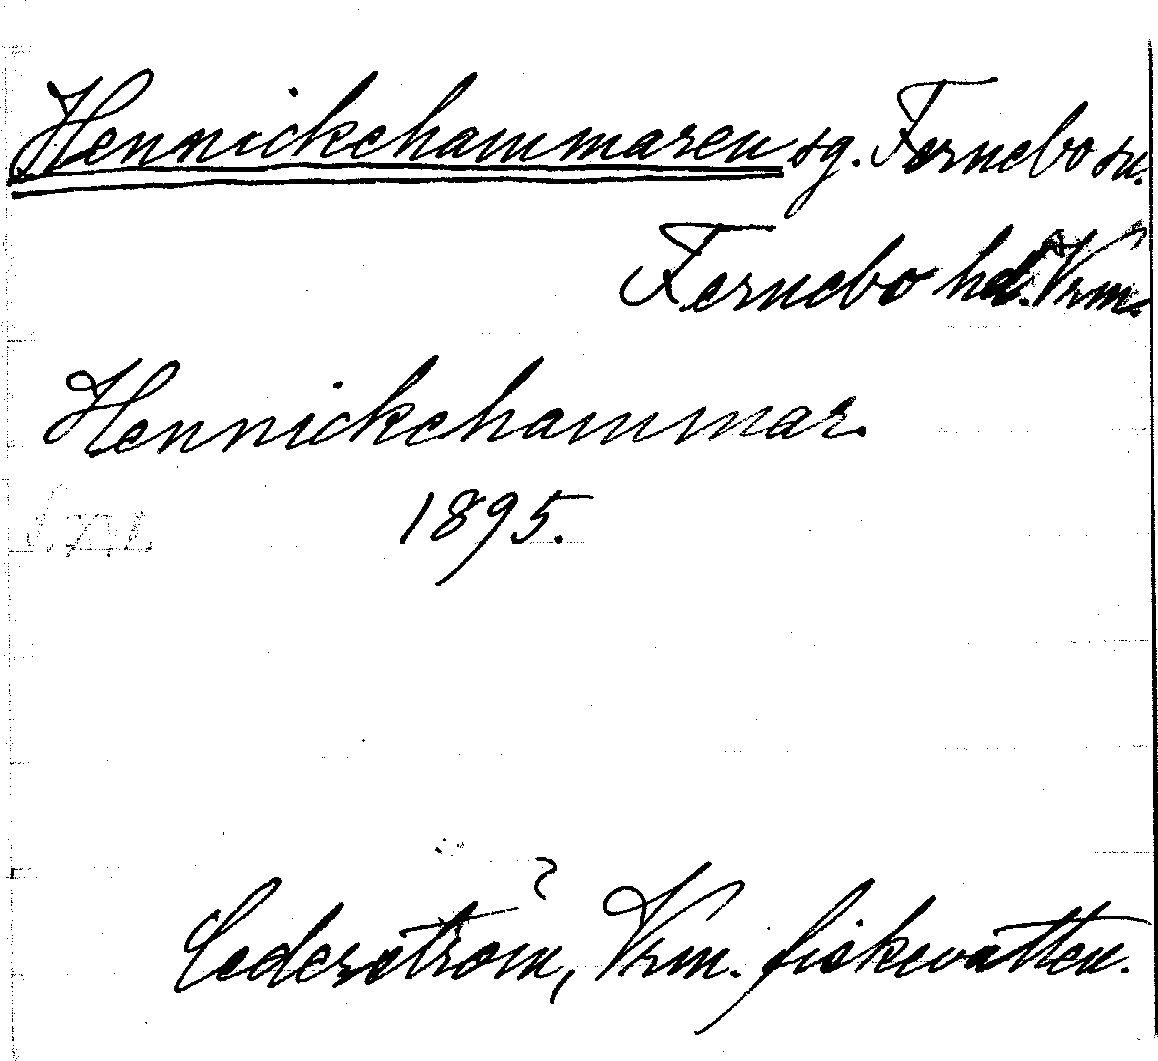 Hennickehammaren sg. Fernebo sn.
Fernebo hd. Vrm.
Hennickehammar.
1895.
Cederström, Vrm. fiskevatten.